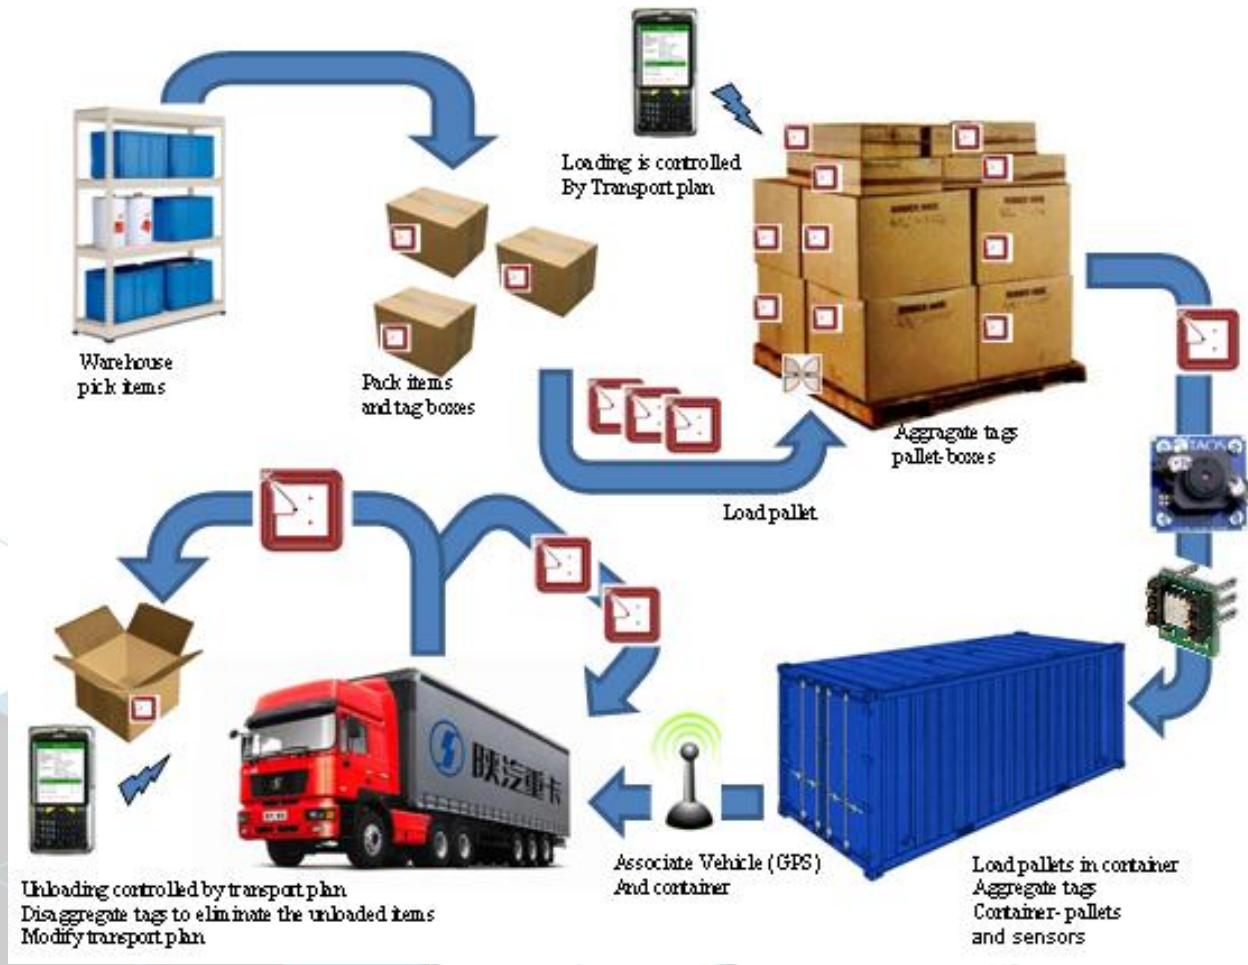 Loading is controlled
By Transport plan
Warehouse
pick items
Pack items
and tag boxes
Aggragate tags
pallet-boxes
Load pallet
TAOS
陕汽重卡
Associate Vehicle (GPS)
And container
Load pallets in container
Aggregate tags
Container- pallets
and sensors
Unloading controlled by transport plan
Disaggregate tags to eliminate the unloaded items
Modify transport plan